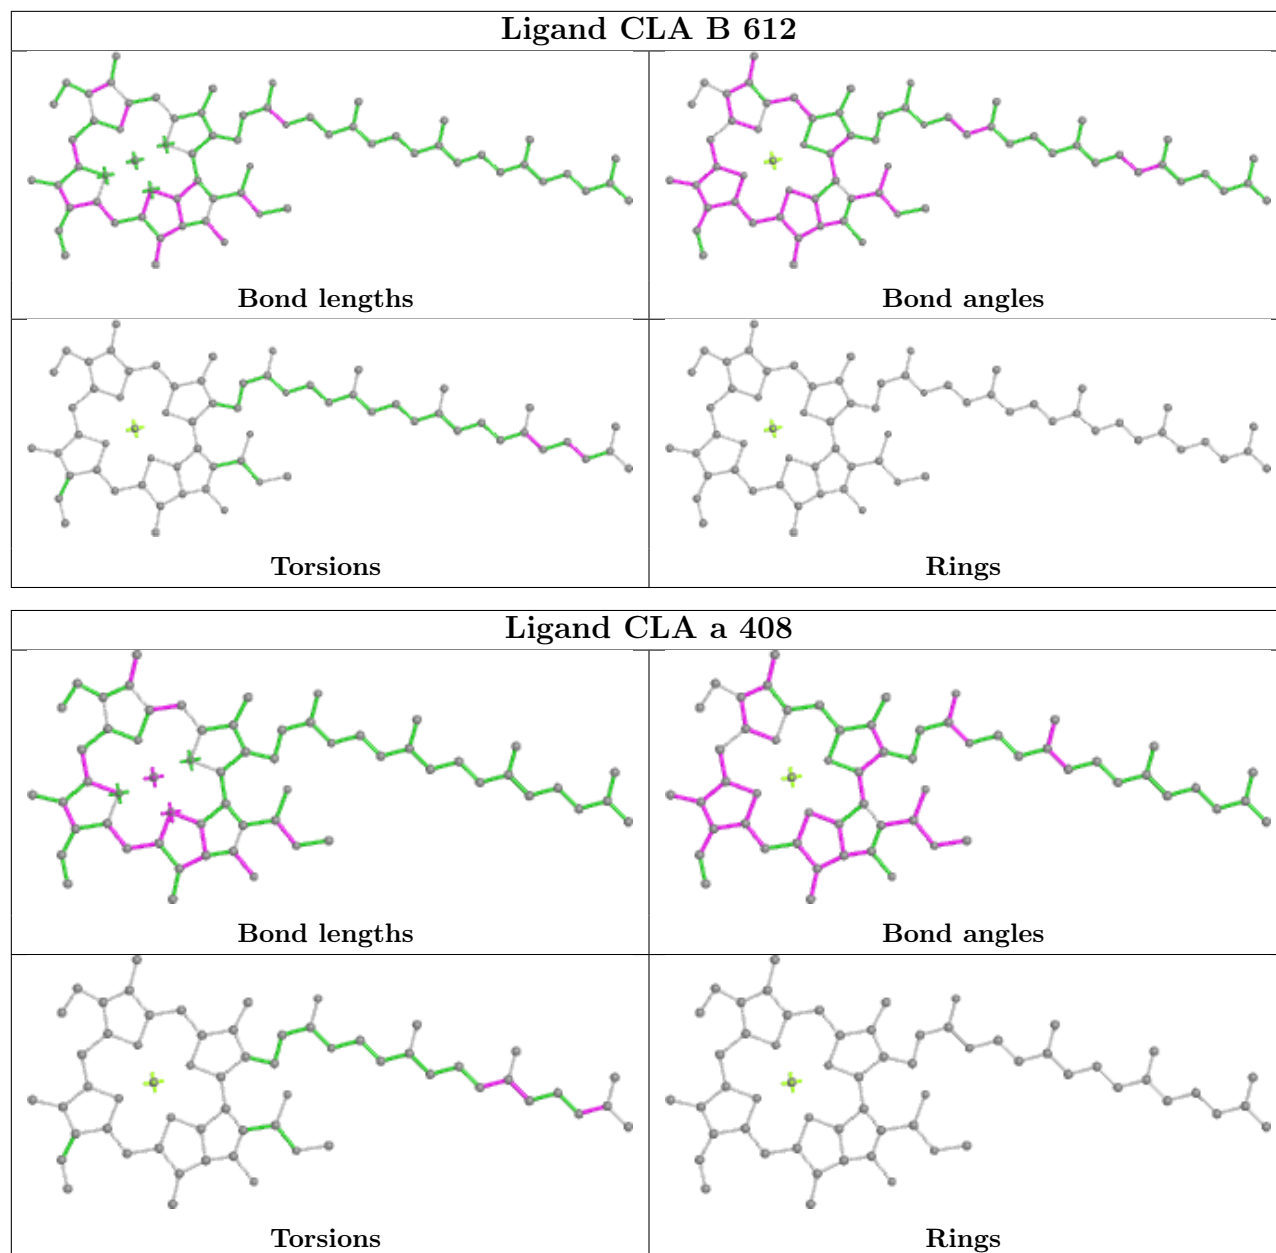 Ligand CLA B 612
Bond lengths
Bond angles
Torsions
Rings
Ligand CLA a 408
Bond lengths
Bond angles
Torsions
Rings